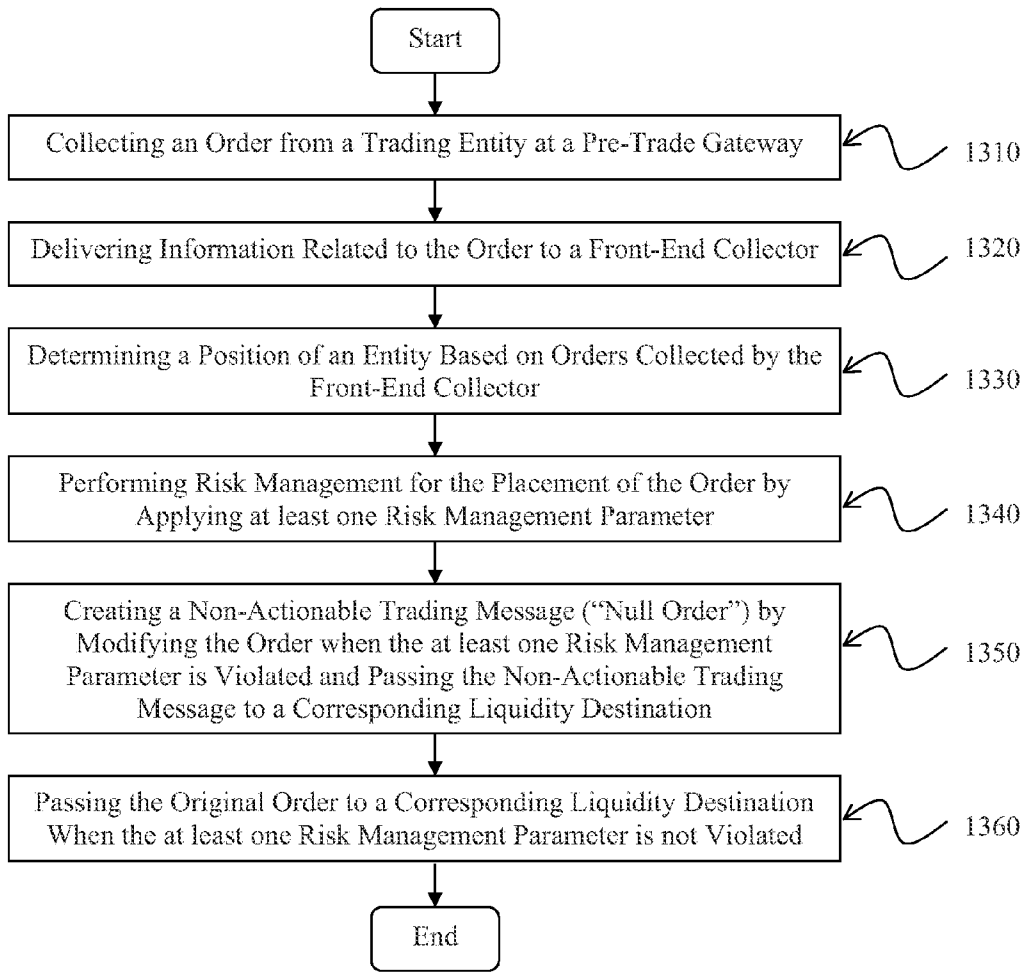 Start
Collecting an Order from a Trading Entity at a Pre-Trade Gateway
1310
Delivering Information Related to the Order to a Front-End Collector
1320
Determining a Position of an Entity Based on Orders Collected by the
Front-End Collector
1330
Performing Risk Management for the Placement of the Order by
Applying at least one Risk Management Parameter
1340
Creating a Non-Actionable Trading Message (“Null Order”) by
Modifying the Order when the at least one Risk Management
Parameter is Violated and Passing the Non-Actionable Trading
Message to a Corresponding Liquidity Destination
1350
Passing the Original Order to a Corresponding Liquidity Destination
When the at least one Risk Management Parameter is not Violated
1360
End